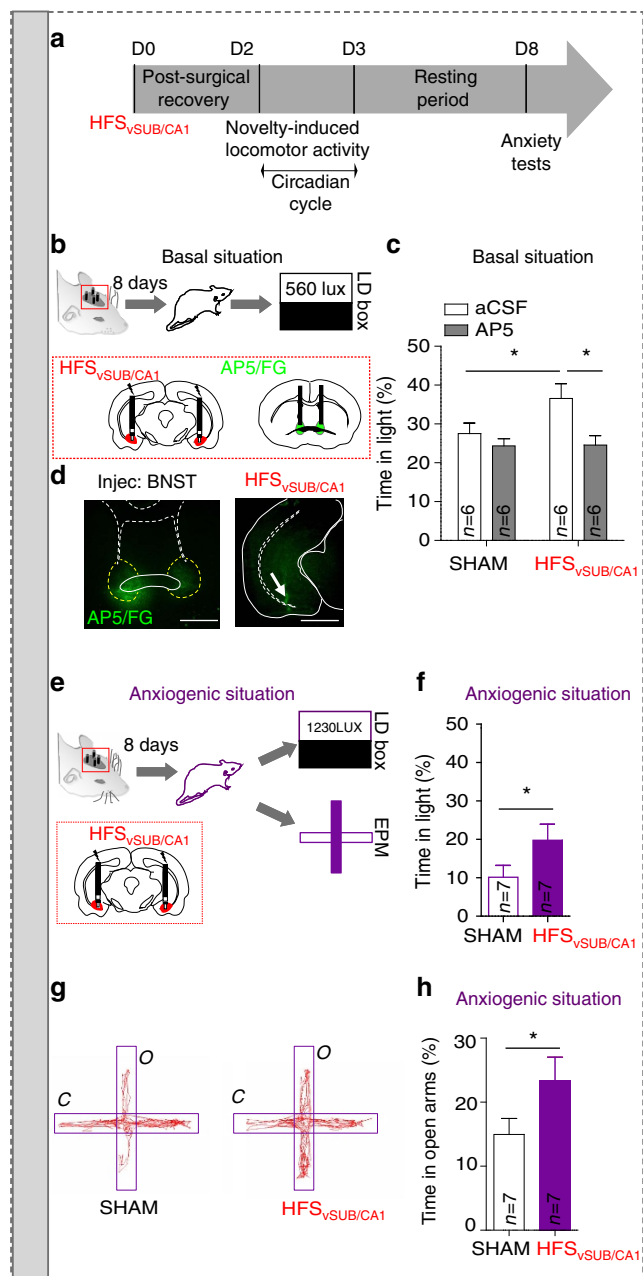 a
D0
D2
D3
D8
Post-surgical
recovery
Resting
period
HFSvSUB/CA1
Novelty-induced
locomotor activity
Circadian
cycle
Anxiety
tests
b
Basal situation
8 days
560 lux
LD
box
HFSvSUB/CA1
AP5/FG
c
Basal situation
aCSF
AP5
*
*
Time in light (%)
50
40
30
20
10
0
n=6
n=6
n=6
n=6
SHAM
HFSvSUB/CA1
d
Injec: BNST
HFSvSUB/CA1
AP5/FG
e
Anxiogenic situation
8 days
1230LUX
LD
box
EPM
HFSvSUB/CA1
f
Anxiogenic situation
Time in light (%)
50
40
30
20
10
0
*
n=7
n=7
SHAM
HFSvSUB/CA1
g
O
C
SHAM
O
C
HFSvSUB/CA1
h
Anxiogenic situation
Time in open arms (%)
30
20
10
0
*
n=7
n=7
SHAM
HFSvSUB/CA1